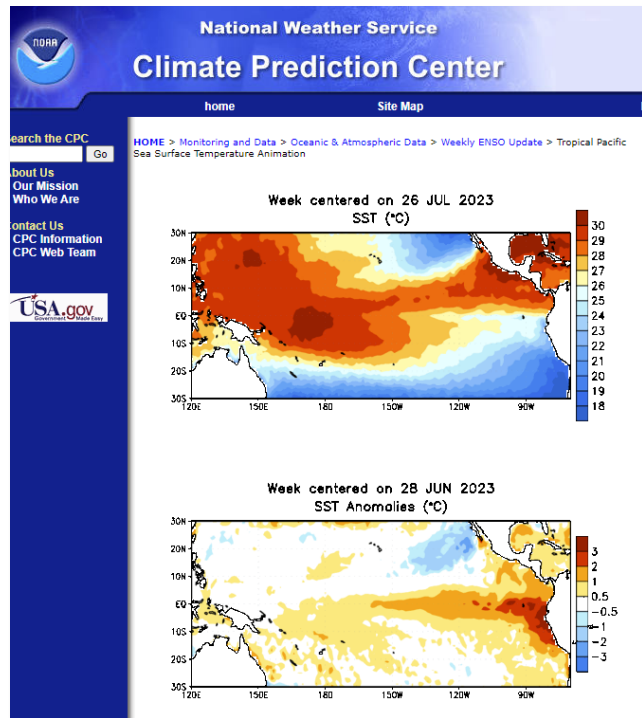 NOAA
National Weather Service
Climate Prediction Center
home
Site Map
earch the CPC
Go
bout Us
Our Mission
Who We Are
ontact Us
CPC Information
CPC Web Team
USA.gov
Government Made Easy
HOME > Monitoring and Data > Oceanic & Atmospheric Data > Weekly ENSO Update > Tropical Pacific
Sea Surface Temperature Animation
Week centered on 26 JUL 2023
SST (°C)
30N
20N
10N
EQ
10S
20S
30S
120E
150E
180
150W
120W
90W
30
29
28
27
26
25
24
23
22
21
20
19
18
Week centered on 28 JUN 2023
SST Anomalies (°C)
30N
20N
10N
EQ
10S
20S
30S
120E
150E
180
150W
120W
90W
3
2
1
0.5
-0.5
-1
-2
-3